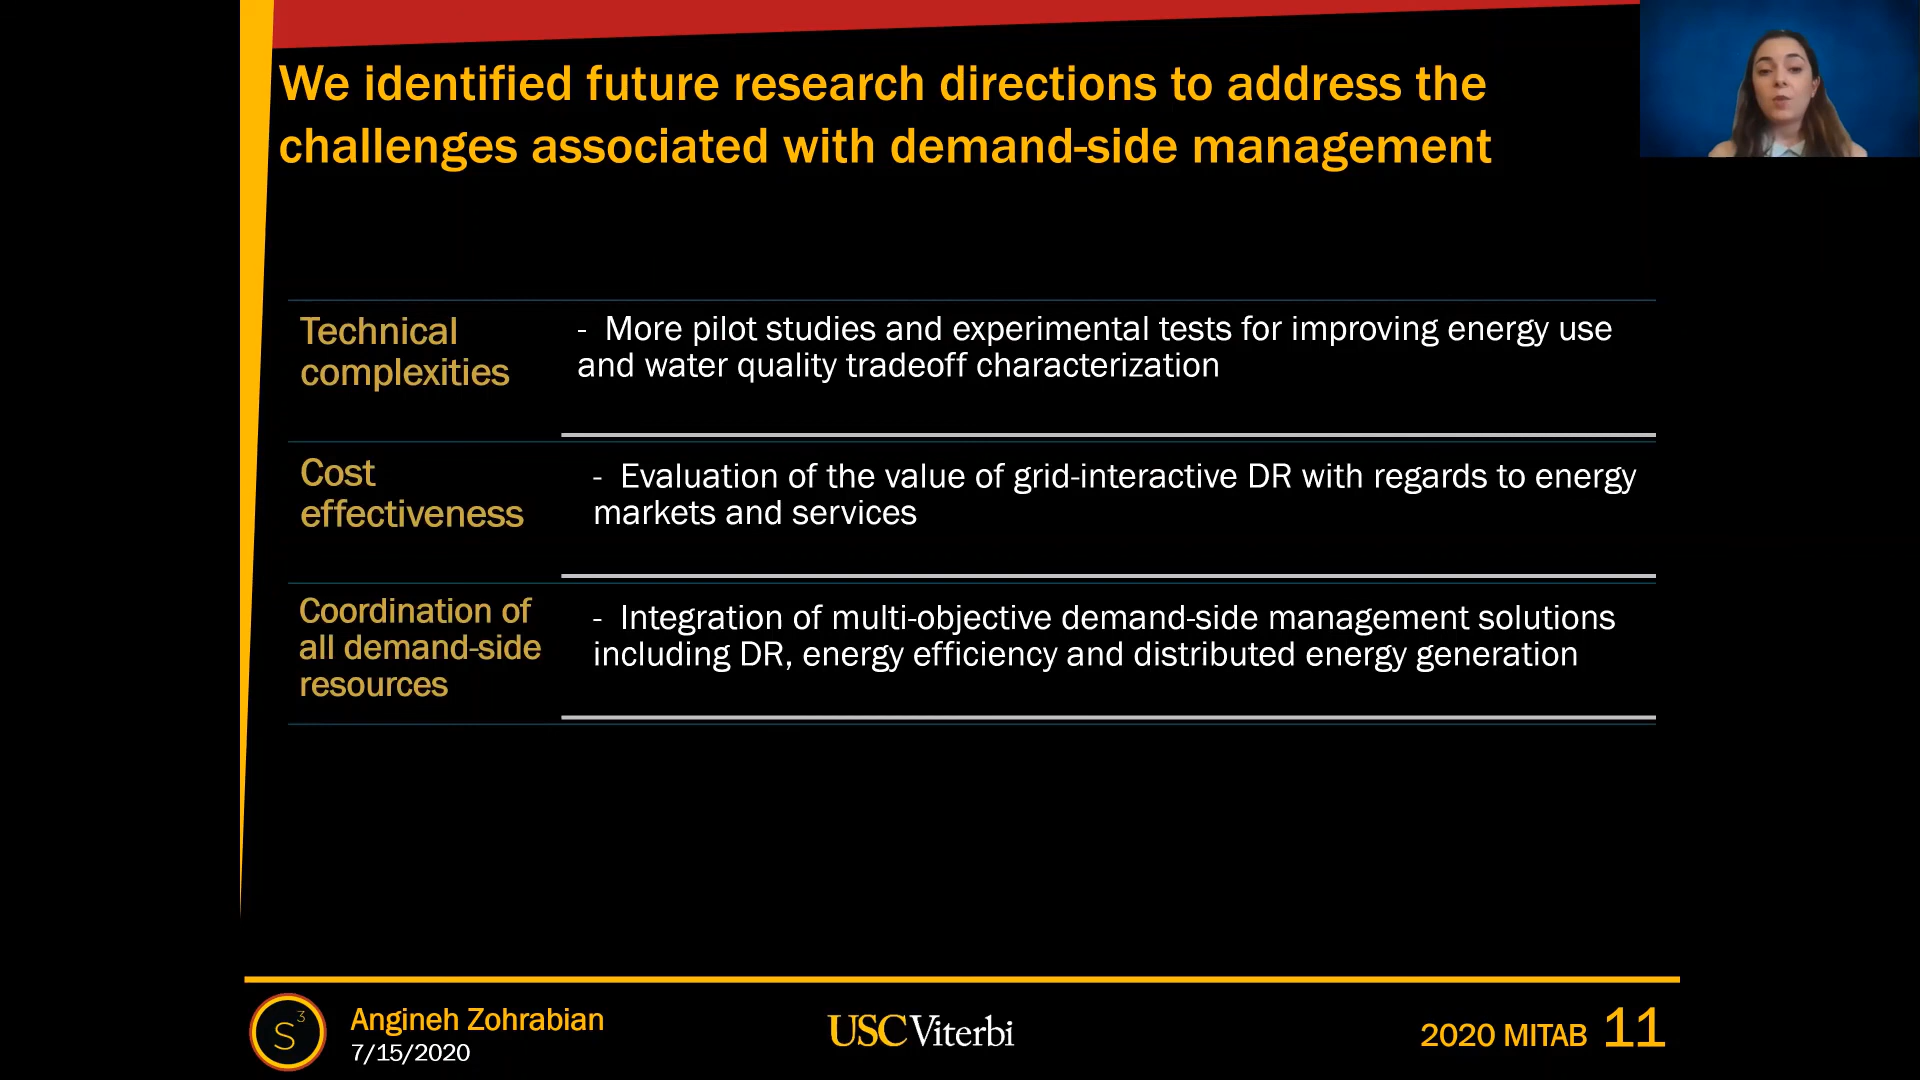 We identified future research directions to address the
challenges associated with demand-side management
Technical
complexities
- More pilot studies and experimental tests for improving energy use
and water quality tradeoff characterization
Cost
effectiveness
- Evaluation of the value of grid-interactive DR with regards to energy
markets and services
Coordination of
all demand-side
resources
- Integration of multi-objective demand-side management solutions
including DR, energy efficiency and distributed energy generation
S3
Angineh Zohrabian
7/15/2020
USC Viterbi
2020 MITAB 11